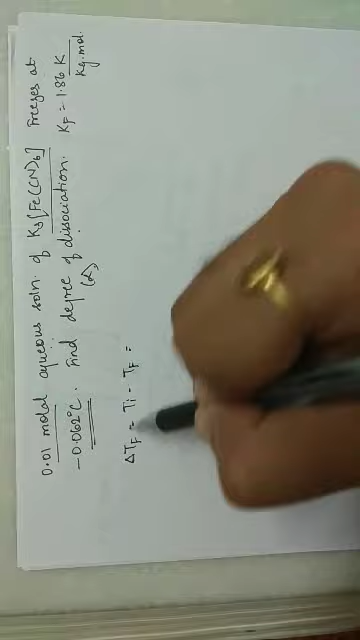 0.01 molal aqueous soln. of K3[Fe(CN)6] Freezes at
-0.062°C. Find degree of dissociation. KF = 1.86 K/Kg.mol.
(α)
ΔTF = Ti - TF =